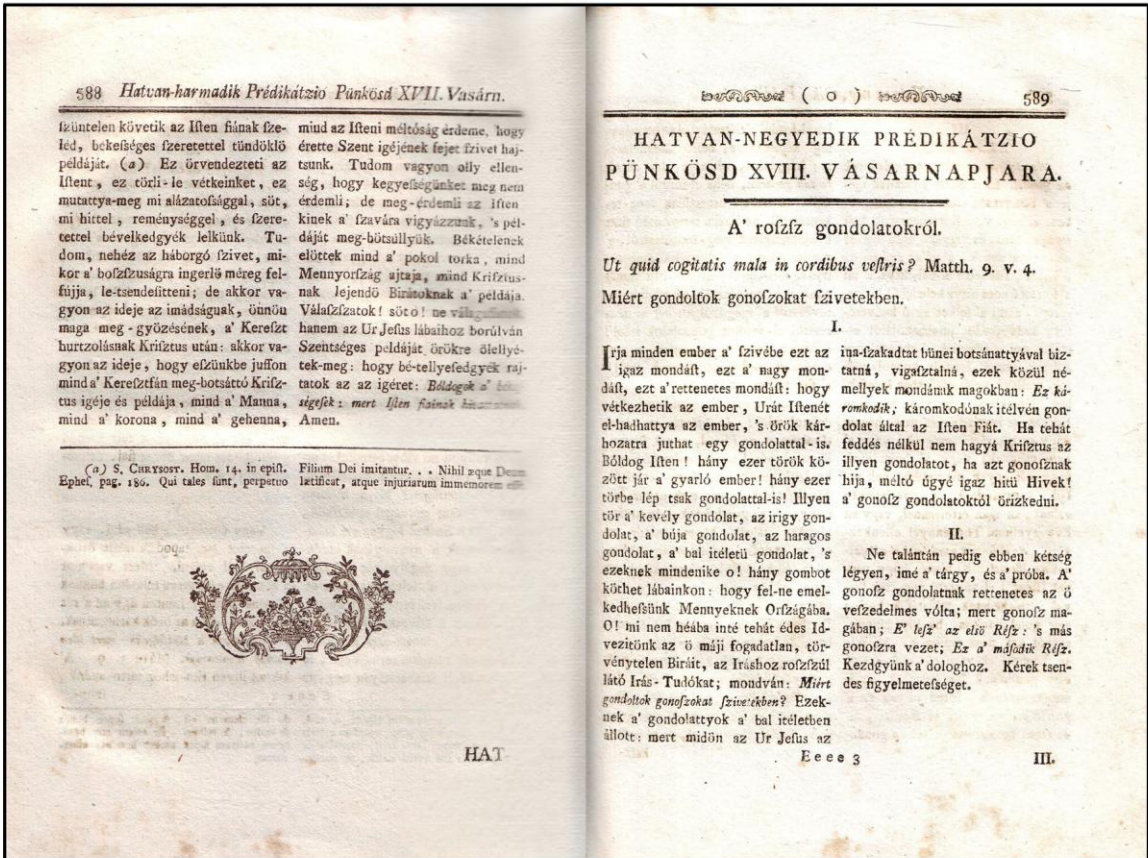 588 Hatvan-harmadik Prédikátzio Pünkösd XVII. Vasárn.
ſzüntelen követik az Iſten fiának ſze-
léd, békeſséges ſzeretettel tündöklö
példáját. (a) Ez örvendezteti az
Iſtent, ez törli-le vétkeinket, ez
mutattya-meg mi alázatoſsággal, söt,
mi hittel, reménységgel, és ſzere-
tettel bévelkedgyék lelkünk. Tu-
dom, nehéz az háborgó ſzivet, mi-
kor a' boſzſzuságra ingerlö méreg fel-
fújja, le-tsendeſitteni; de akkor va-
gyon az ideje az imádságnak, önnön
maga meg-gyözésének, a' Kereſzt
hurtzolásnak Kriſztus után: akkor va-
gyon az ideje, hogy eſzünkbe juſſon
mind a' Kereſztfán meg-botsáttó Kriſz-
tus igéje és példája, mind a' Manna,
mind a' korona, mind a' gehenna,
mind az Iſteni méltóság érdeme, hogy
érette Szent igéjének fejet ſzivet haj-
tsunk. Tudom vagyon olly ellen-
ség, hogy kegyeſségünket meg nem
érdemli; de meg-érdemli az Iſten
kinek a' ſzavára vigyázzunk, 's pél-
dáját meg-bötsüllyük. Békételenek
elöttek mind a' pokol torka, mind
Mennyorſzág ajtaja, mind Kriſztus-
nak lejendö Birátoknak a' peldája.
Válaſzſzatok! söt o! ne
hanem az Ur Jeſus lábaihoz borúlván
Szentséges peldáját örökre ölellyé-
tek-meg: hogy bé-tellyeſedgyék raj-
tatok az az igéret: Bóldogok a' bé-
ségeſek: mert Iſten fiainak
Amen.
(a) S. CHRYSOST. Hom. 14. in epiſt.
Epheſ. pag. 180. Qui tales ſunt, perpetuo
Filium Dei imitantur. . . Nihil æque Deum
lætificat, atque injuriarum immemorem eſſe.
HAT-
( o ) 589
HATVAN-NEGYEDIK PRÉDIKÁTZIO
PÜNKÖSD XVIII. VÁSARNAPJARA.
A' roſzſz gondolatokról.
Ut quid cogitatis mala in cordibus veſtris? Matth. 9. v. 4.
Miért gondoltok gonoſzokat ſzivetekben.
I.
Irja minden ember a' ſzivébe ezt az
igaz mondáſt, ezt a' nagy mon-
dáſt, ezt a' rettenetes mondáſt: hogy
vétkezhetik az ember, Urát Iſtenét
el-hadhattya az ember, 's örök kár-
hozatra juthat egy gondolattal-is.
Bóldog Iſten! hány ezer török kö-
zött jár a' gyarló ember! hány ezer
törbe lép tsak gondolattal-is! Illyen
tör a' kevély gondolat, az irigy gon-
dolat, a' búja gondolat, az haragos
gondolat, a' bal itéletü gondolat, 's
ezeknek mindenike o! hány gombot
köthet lábainkon: hogy fel-ne emel-
kedheſsünk Mennyeknek Orſzágába.
O! mi nem héába inté tehát édes Id-
vezitönk az ö máji fogadatlan, tör-
vénytelen Biráit, az Iráshoz roſzſzúl
látó Irás-Tudókat; mondván: Miért
gondoltok gonoſzokat ſzivetekben? Ezek-
nek a' gondolattyok a' bal itéletben
állott: mert midön az Ur Jeſus az
ina-ſzakadtat bünei botsánattyával biz-
tatná, vigaſztalná, ezek közül né-
mellyek mondának magokban: Ez ká-
romkodik; káromkodónak itélvén gon-
dolat által az Iſten Fiát. Ha tehát
feddés nélkül nem hagyá Kriſztus az
illyen gondolatot, ha azt gonoſznak
hija, méltó úgyé igaz hitü Hivek!
a' gonoſz gondolatoktól örizkedni.
II.
Ne talántán pedig ebben kétség
légyen, imé a' tárgy, és a' próba. A'
gonoſz gondolatnak rettenetes az ö
veſzedelmes vólta; mert gonoſz ma-
gában; E' leſz' az elsö Réſz: 's más
gonoſzra vezet; Ez a' máſodik Réſz.
Kezdgyünk a' dologhoz. Kérek tsen-
des figyelmeteſséget.
Eeee 3
III.